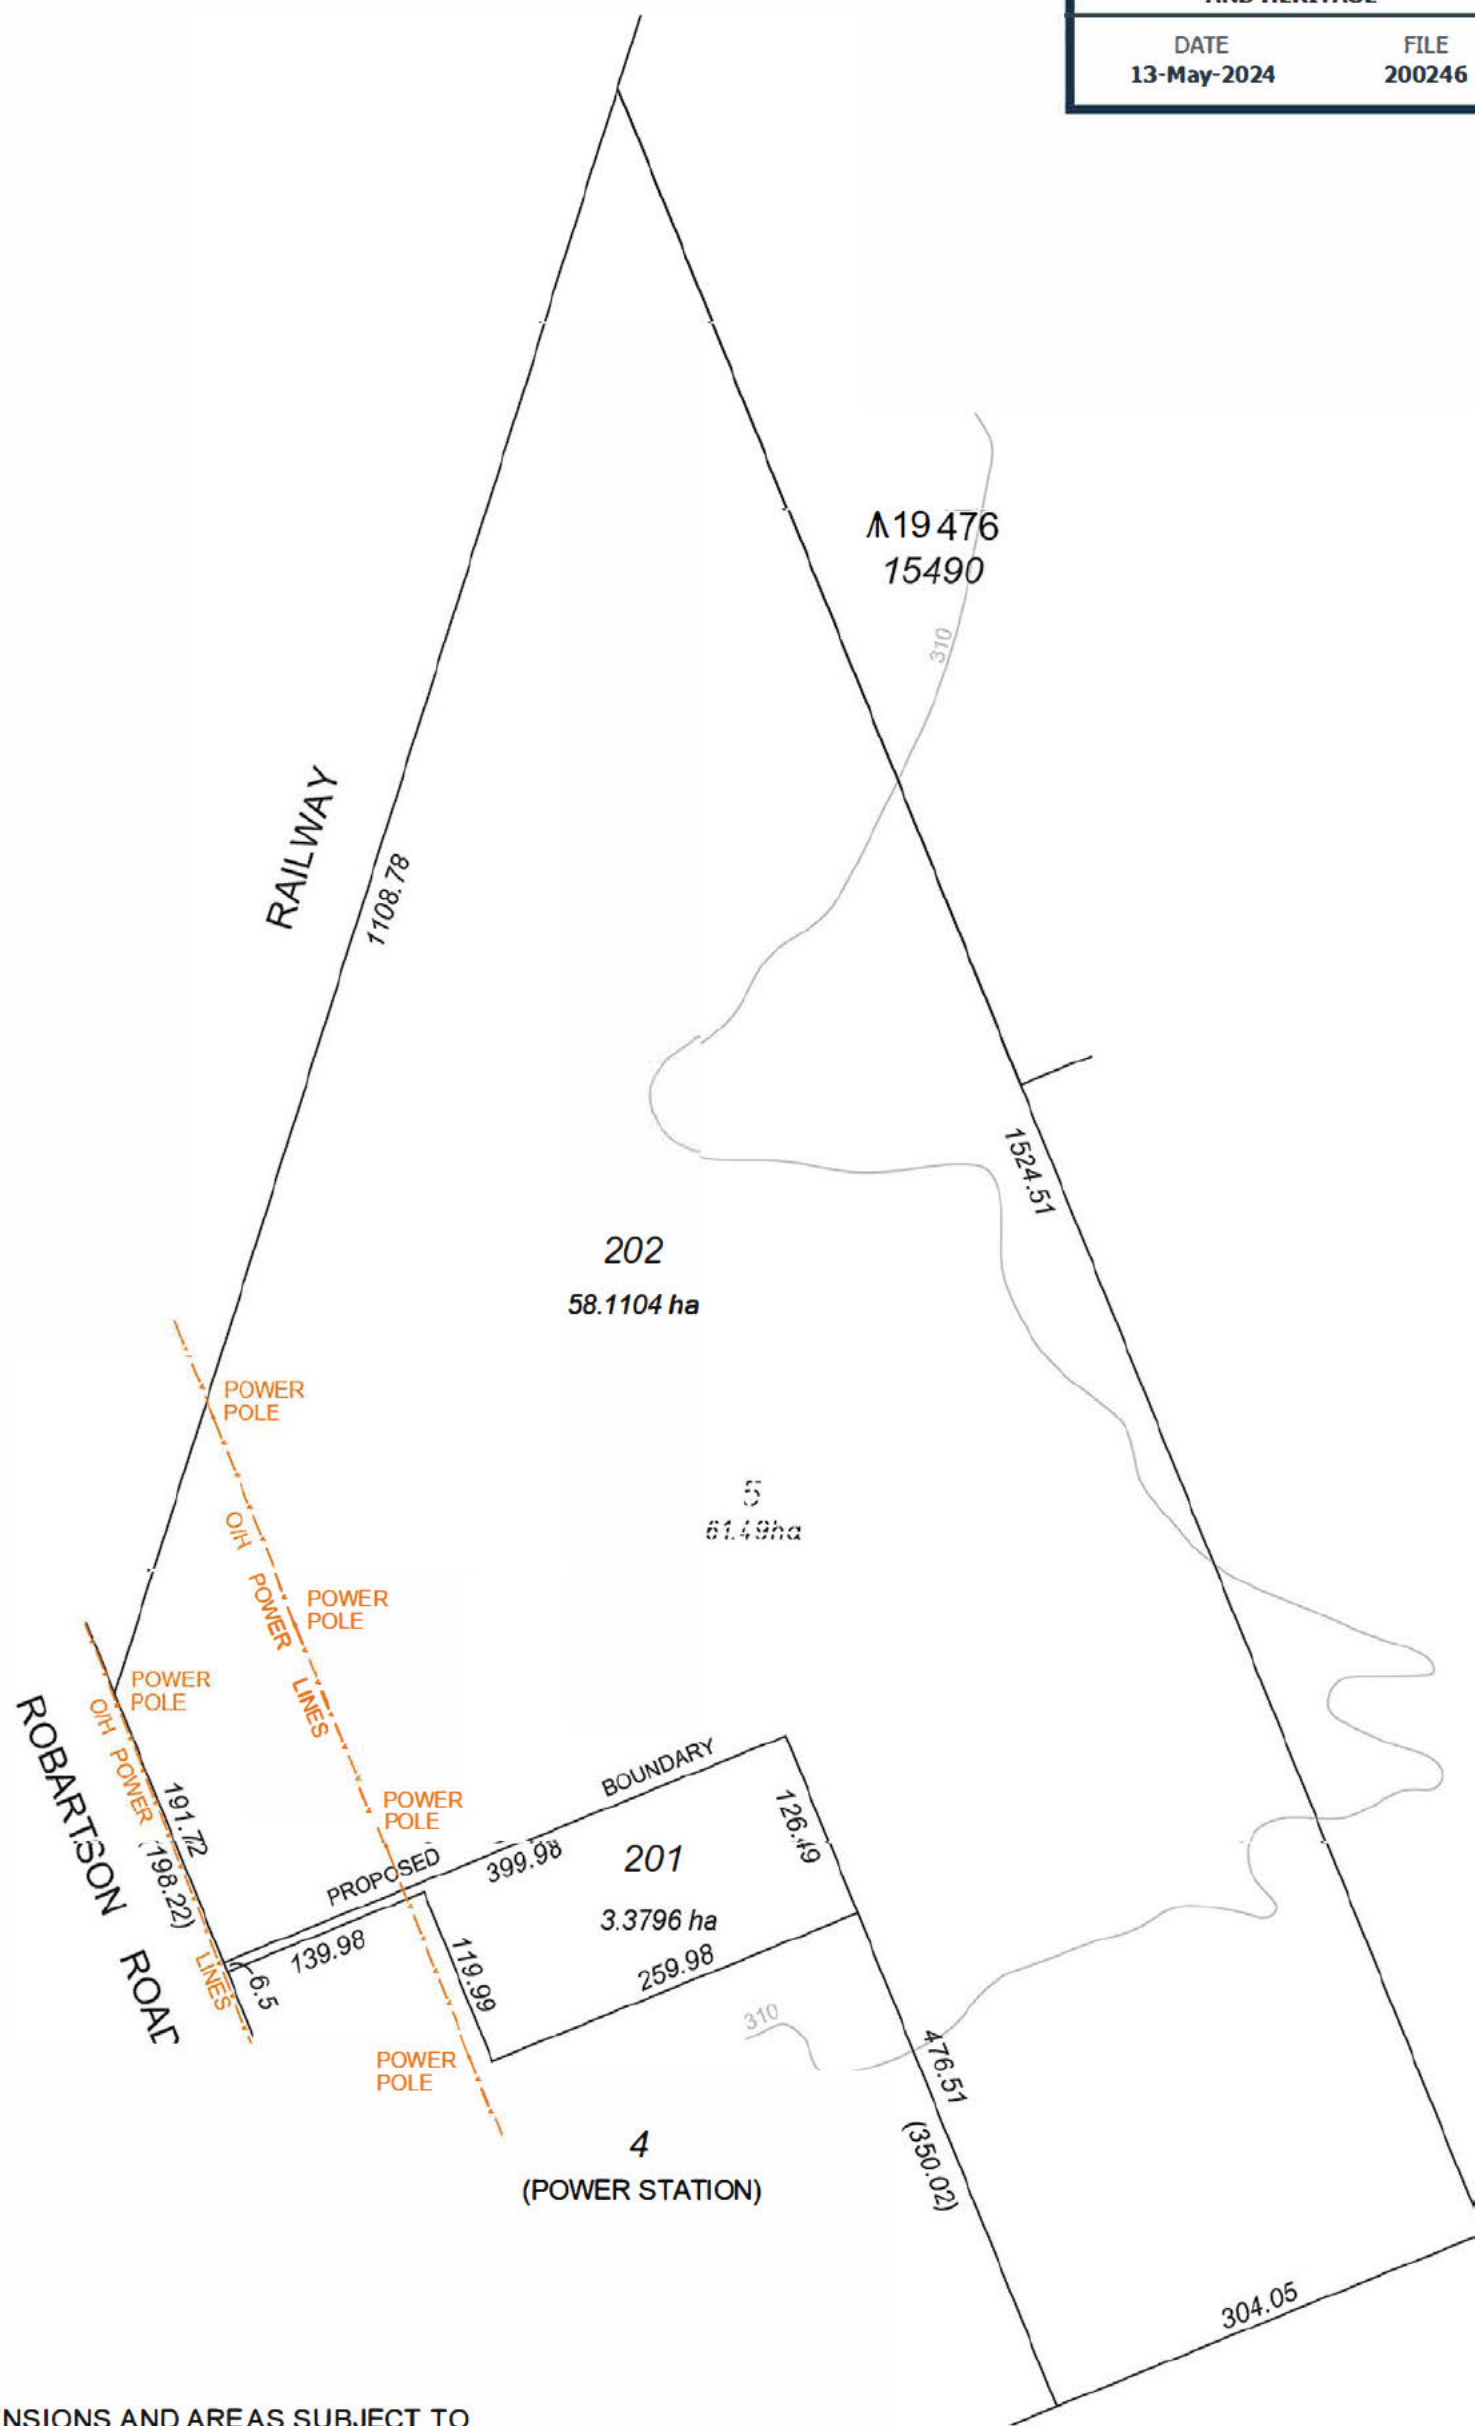 DATE FILE
13-May-2024 200246
19476
15490
310
RAILWAY
1108.78
1524.51
202
58.1104 ha
POWER
POLE
5
61.49ha
O/H POWER LINES
POWER
POLE
POWER
POLE
O/H POWER LINES
ROBARTSON ROAD
191.72
(198.22)
POWER
POLE
PROPOSED BOUNDARY
399.98
126.49
201
3.3796 ha
139.98
6.5
119.99
259.98
310
POWER
POLE
476.51
(350.02)
4
(POWER STATION)
304.05
NSIONS AND AREAS SUBJECT TO